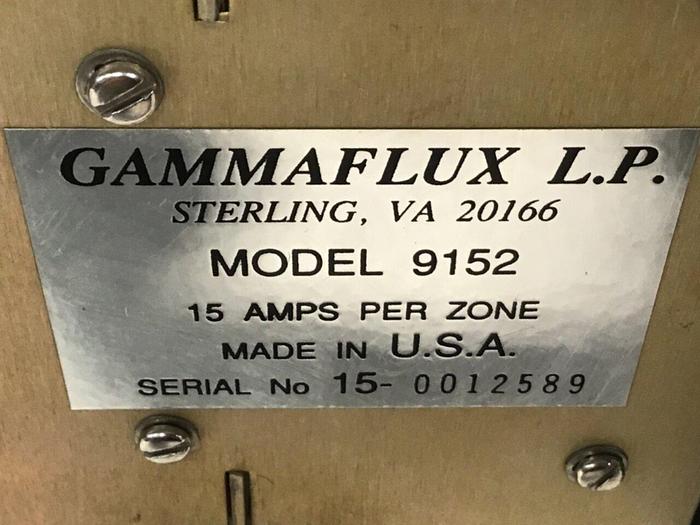 GAMMAFLUX L.P.
STERLING, VA 20166
MODEL 9152
15 AMPS PER ZONE
MADE IN U.S.A.
SERIAL No 15- 0012589